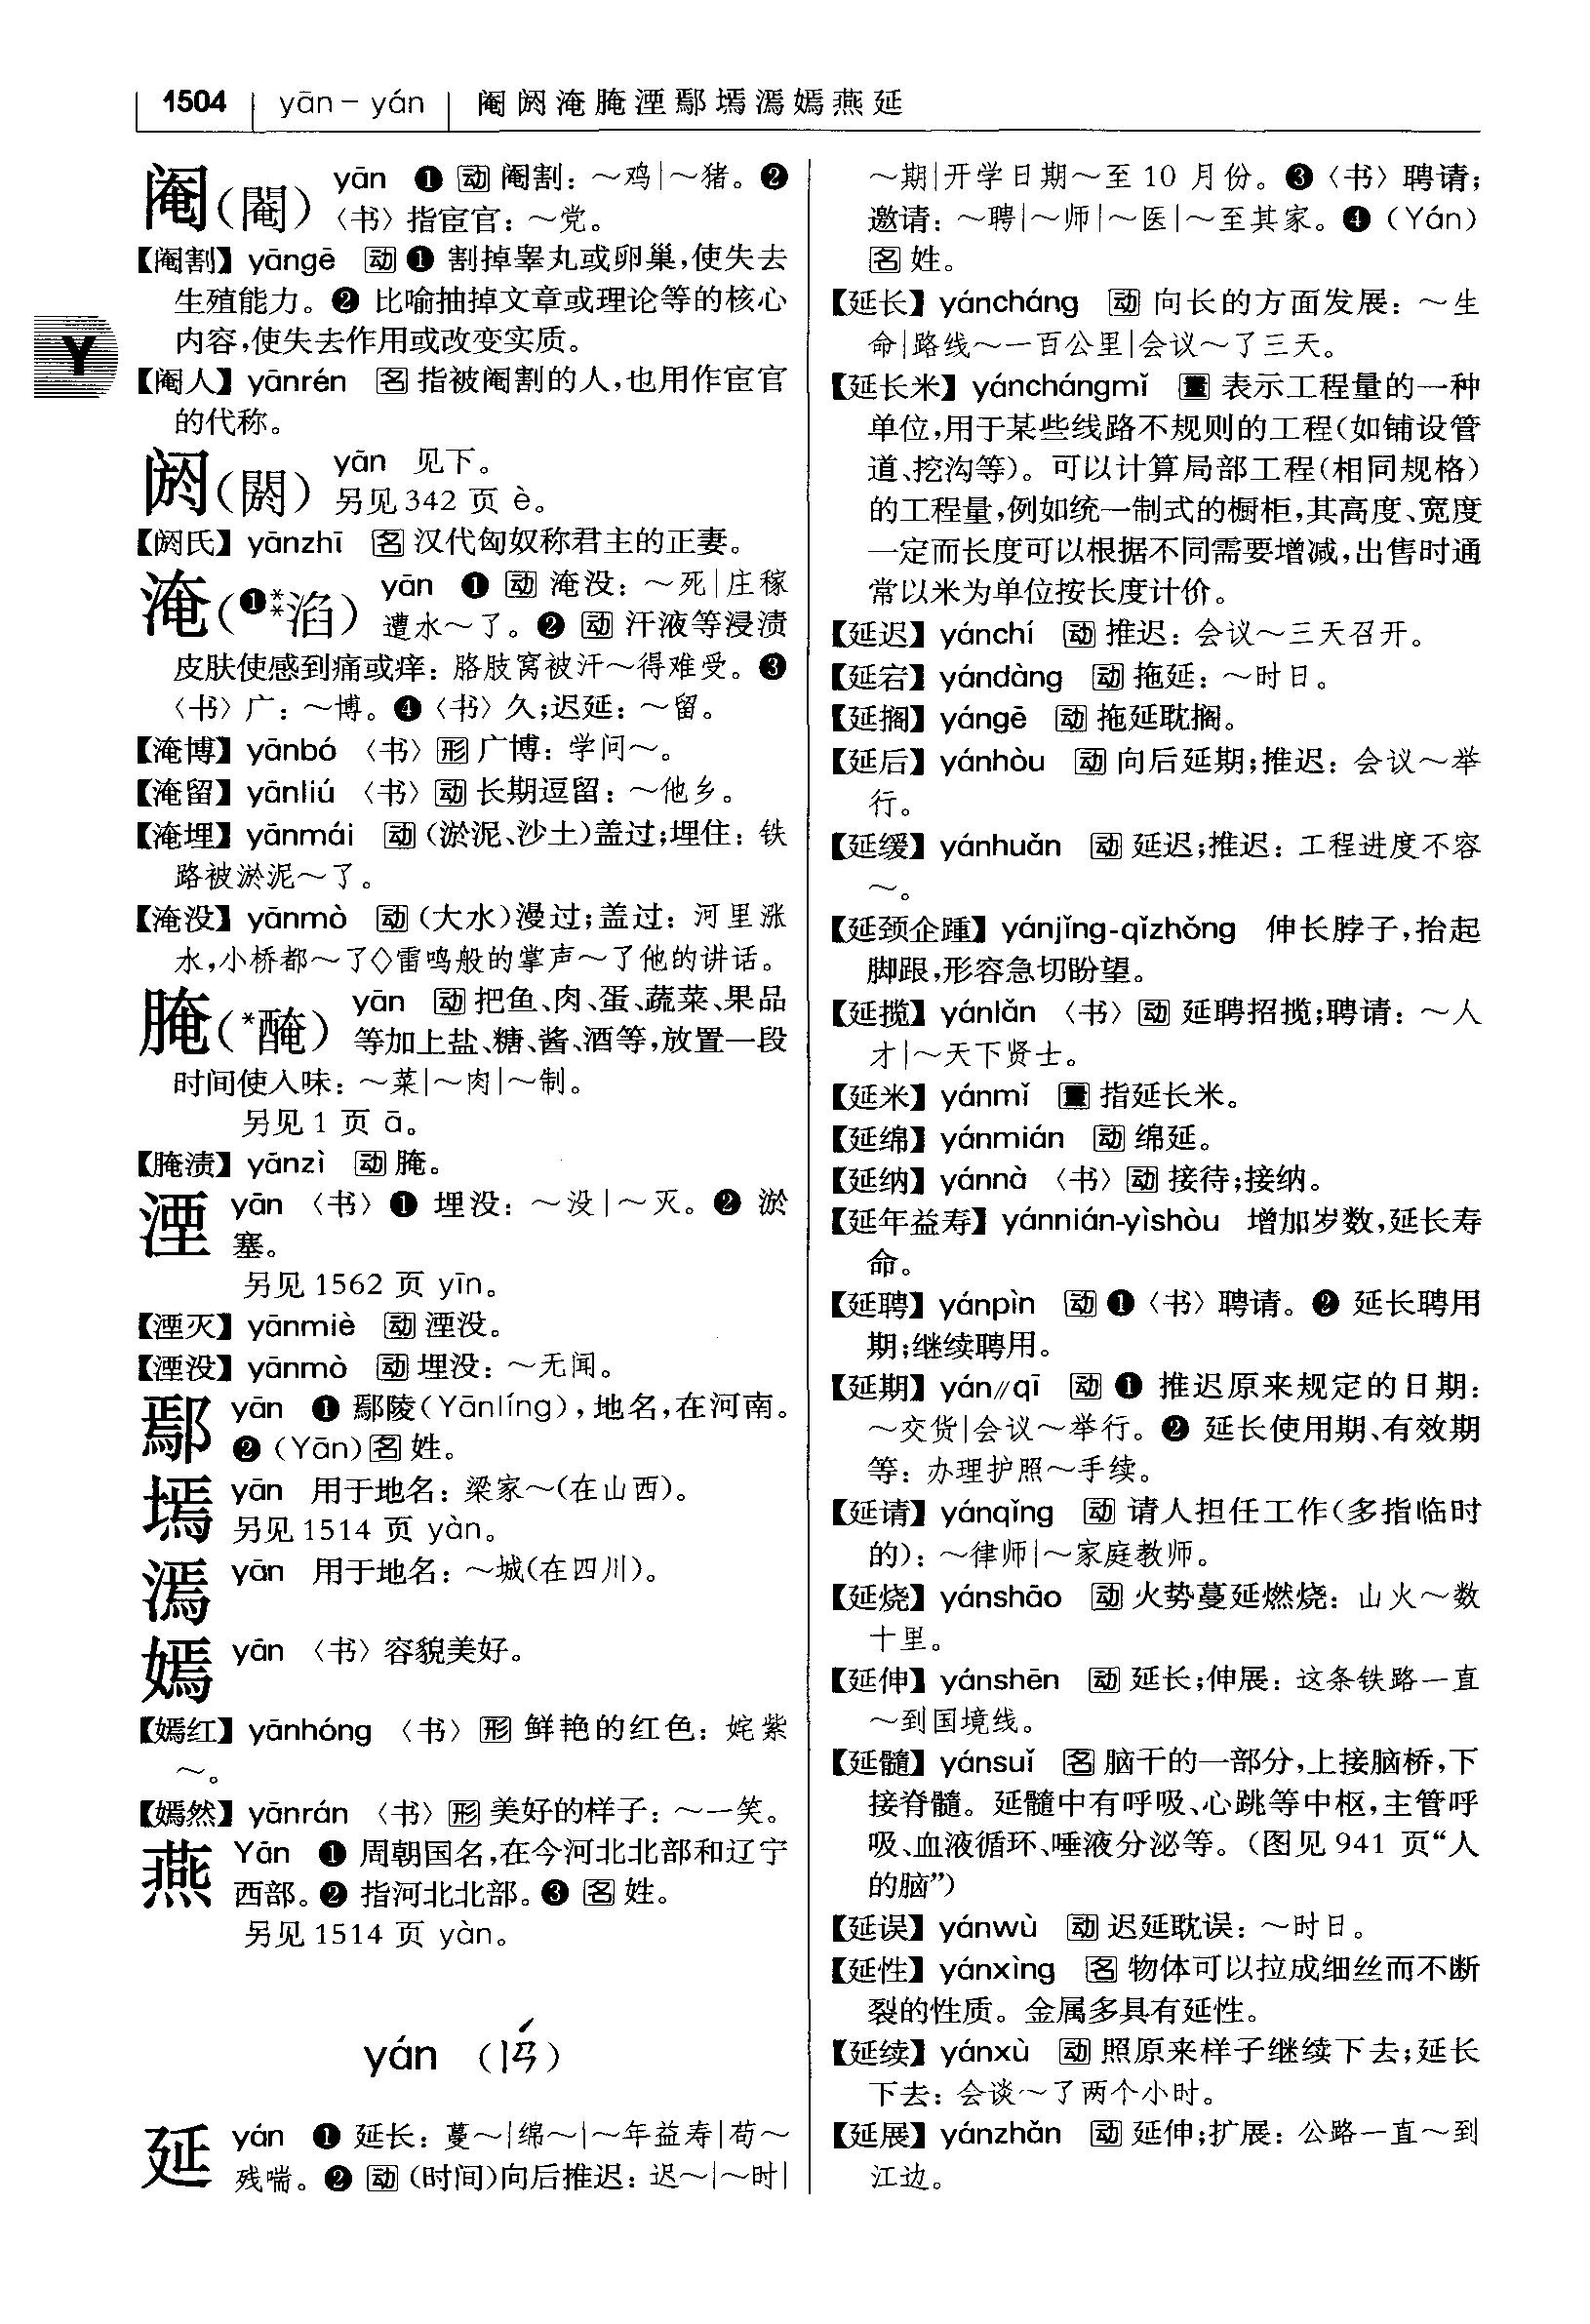 1504 yān－yán 阉阏淹腌湮鄢墕漹嫣燕延
Y
阉(閹) yān ❶ 动 阉割：～鸡|～猪。❷
〈书〉指宦官：～党。
【阉割】yāngē 动 ❶ 割掉睾丸或卵巢，使失去
生殖能力。❷ 比喻抽掉文章或理论等的核心
内容，使失去作用或改变实质。
【阉人】yānrén 名 指被阉割的人，也用作宦官
的代称。
阏(閼) yān 见下。
另见 342 页 è。
【阏氏】yānzhī 名 汉代匈奴称君主的正妻。
淹(❶**滔) yān ❶ 动 淹没：～死|庄稼
遭水～了。❷ 动 汗液等浸渍
皮肤使感到痛或痒：胳肢窝被汗～得难受。❸
〈书〉广：～博。❹〈书〉久；迟延：～留。
【淹博】yānbó 〈书〉形 广博：学问～。
【淹留】yānliú 〈书〉动 长期逗留：～他乡。
【淹埋】yānmái 动 (淤泥、沙土)盖过；埋住：铁
路被淤泥～了。
【淹没】yānmò 动 (大水)漫过；盖过：河里涨
水，小桥都～了◇雷鸣般的掌声～了他的讲话。
腌(*醃) yān 动 把鱼、肉、蛋、蔬菜、果品
等加上盐、糖、酱、酒等，放置一段
时间使入味：～菜|～肉|～制。
另见 1 页 ā。
【腌渍】yānzì 动 腌。
湮 yān 〈书〉❶ 埋没：～没|～灭。❷ 淤
塞。
另见 1562 页 yīn。
【湮灭】yānmiè 动 湮没。
【湮没】yānmò 动 埋没：～无闻。
鄢 yān ❶ 鄢陵(Yānlíng)，地名，在河南。
❷ (Yān) 名 姓。
墕 yān 用于地名：梁家～(在山西)。
另见 1514 页 yàn。
漹 yān 用于地名：～城(在四川)。
嫣 yān 〈书〉容貌美好。
【嫣红】yānhóng 〈书〉形 鲜艳的红色：姹紫
～。
【嫣然】yānrán 〈书〉形 美好的样子：～一笑。
燕 Yān ❶ 周朝国名，在今河北北部和辽宁
西部。❷ 指河北北部。❸ 名 姓。
另见 1514 页 yàn。
yán (ㄧㄢˊ)
延 yán ❶ 延长：蔓～|绵～|～年益寿|苟～
残喘。❷ 动 (时间)向后推迟：迟～|～时|
～期|开学日期～至 10 月份。❸〈书〉聘请；
邀请：～聘|～师|～医|～至其家。❹ (Yán)
名 姓。
【延长】yáncháng 动 向长的方面发展：～生
命|路线～一百公里|会议～了三天。
【延长米】yánchángmǐ 量 表示工程量的一种
单位，用于某些线路不规则的工程(如铺设管
道、挖沟等)。可以计算局部工程(相同规格)
的工程量，例如统一制式的橱柜，其高度、宽度
一定而长度可以根据不同需要增减，出售时通
常以米为单位按长度计价。
【延迟】yánchí 动 推迟：会议～三天召开。
【延宕】yándàng 动 拖延：～时日。
【延搁】yángē 动 拖延耽搁。
【延后】yánhòu 动 向后延期；推迟：会议～举
行。
【延缓】yánhuǎn 动 延迟；推迟：工程进度不容
～。
【延颈企踵】yánjǐng-qǐzhǒng 伸长脖子，抬起
脚跟，形容急切盼望。
【延揽】yánlǎn 〈书〉动 延聘招揽；聘请：～人
才|～天下贤士。
【延米】yánmǐ 量 指延长米。
【延绵】yánmián 动 绵延。
【延纳】yánnà 〈书〉动 接待；接纳。
【延年益寿】yánnián-yìshòu 增加岁数，延长寿
命。
【延聘】yánpìn 动 ❶〈书〉聘请。❷ 延长聘用
期；继续聘用。
【延期】yán//qī 动 ❶ 推迟原来规定的日期：
～交货|会议～举行。❷ 延长使用期、有效期
等：办理护照～手续。
【延请】yánqǐng 动 请人担任工作(多指临时
的)：～律师|～家庭教师。
【延烧】yánshāo 动 火势蔓延燃烧：山火～数
十里。
【延伸】yánshēn 动 延长；伸展：这条铁路一直
～到国境线。
【延髓】yánsuǐ 名 脑干的一部分，上接脑桥，下
接脊髓。延髓中有呼吸、心跳等中枢，主管呼
吸、血液循环、唾液分泌等。(图见 941 页“人
的脑”)
【延误】yánwù 动 迟延耽误：～时日。
【延性】yánxìng 名 物体可以拉成细丝而不断
裂的性质。金属多具有延性。
【延续】yánxù 动 照原来样子继续下去；延长
下去：会谈～了两个小时。
【延展】yánzhǎn 动 延伸；扩展：公路一直～到
江边。